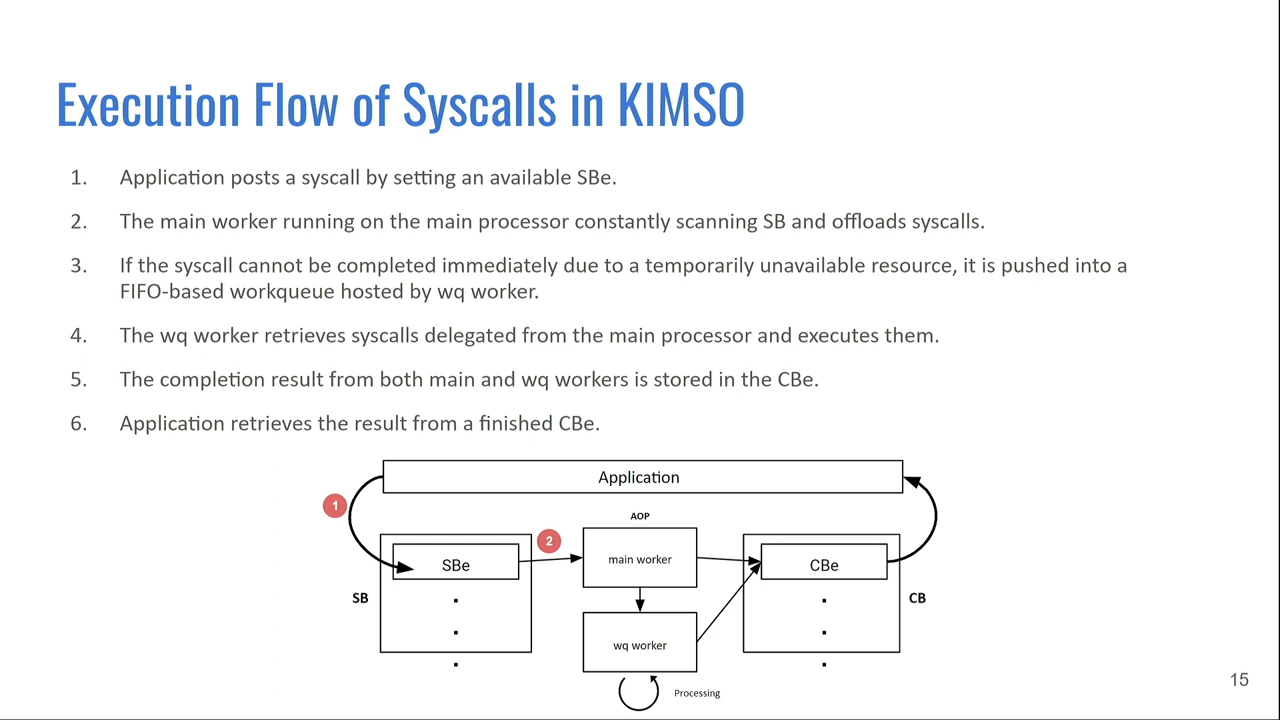 Execution Flow of Syscalls in KIMSO
1. Application posts a syscall by setting an available SBe.
2. The main worker running on the main processor constantly scanning SB and offloads syscalls.
3. If the syscall cannot be completed immediately due to a temporarily unavailable resource, it is pushed into a
FIFO-based workqueue hosted by wq worker.
4. The wq worker retrieves syscalls delegated from the main processor and executes them.
5. The completion result from both main and wq workers is stored in the CBe.
6. Application retrieves the result from a finished CBe.
Application
1
AOP
2
SBe
main worker
CBe
SB
CB
wq worker
Processing
15